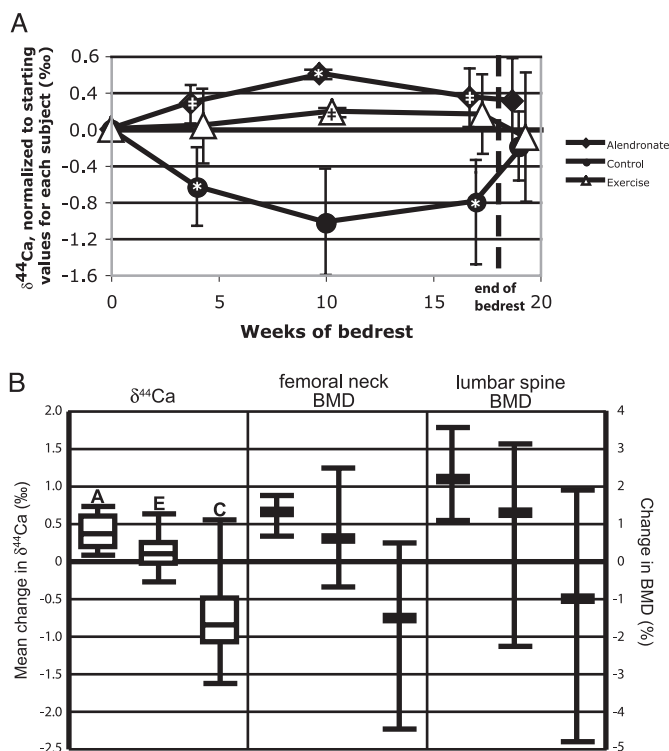 A
0.6
0.4
0.0
-0.4
-0.8
-1.2
-1.6
δ⁴⁴Ca, normalized to starting
values for each subject (‰)
0
5
10
15
20
end of
bedrest
Weeks of bedrest
Alendronate
Control
Exercise
B
δ⁴⁴Ca
femoral neck
BMD
lumbar spine
BMD
2.0
1.5
1.0
0.5
0
-0.5
-1.0
-1.5
-2.0
-2.5
Mean change in δ⁴⁴Ca (‰)
A
E
C
4
3
2
1
0
-1
-2
-3
-4
-5
Change in BMD (%)